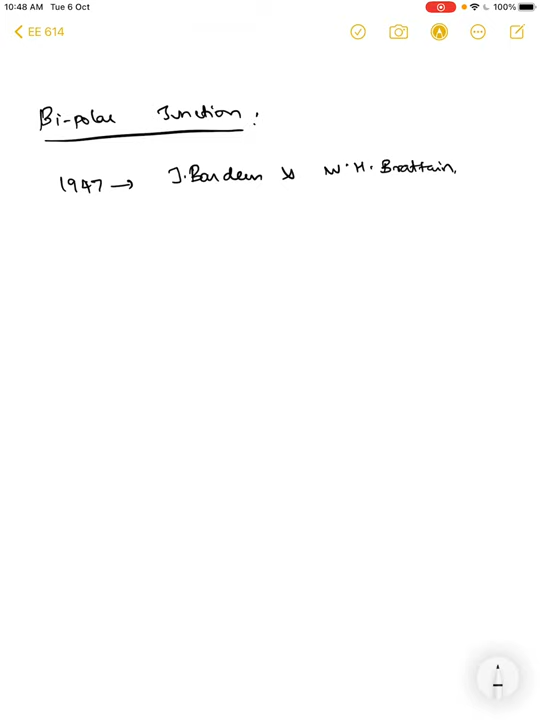 10:48 AM Tue 6 Oct 100%
EE 614
Bi-polar Junction :
1947 → J. Bardeen & W. H. Brattain.